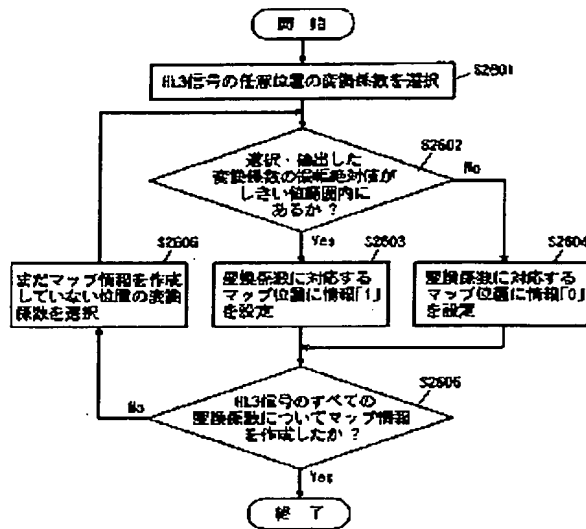 開 始
HL3信号の任意位置の変換係数を選択
S2601
選択・抽出した
変換係数の振幅絶対値が
しきい値範囲内に
あるか？
S2602
No
Yes
S2606
まだマップ情報を作成
していない位置の変換
係数を選択
S2603
変換係数に対応する
マップ位置に情報「1」
を設定
S2604
変換係数に対応する
マップ位置に情報「0」
を設定
HL3信号のすべての
変換係数についてマップ情報
を作成したか？
No
Yes
終 了